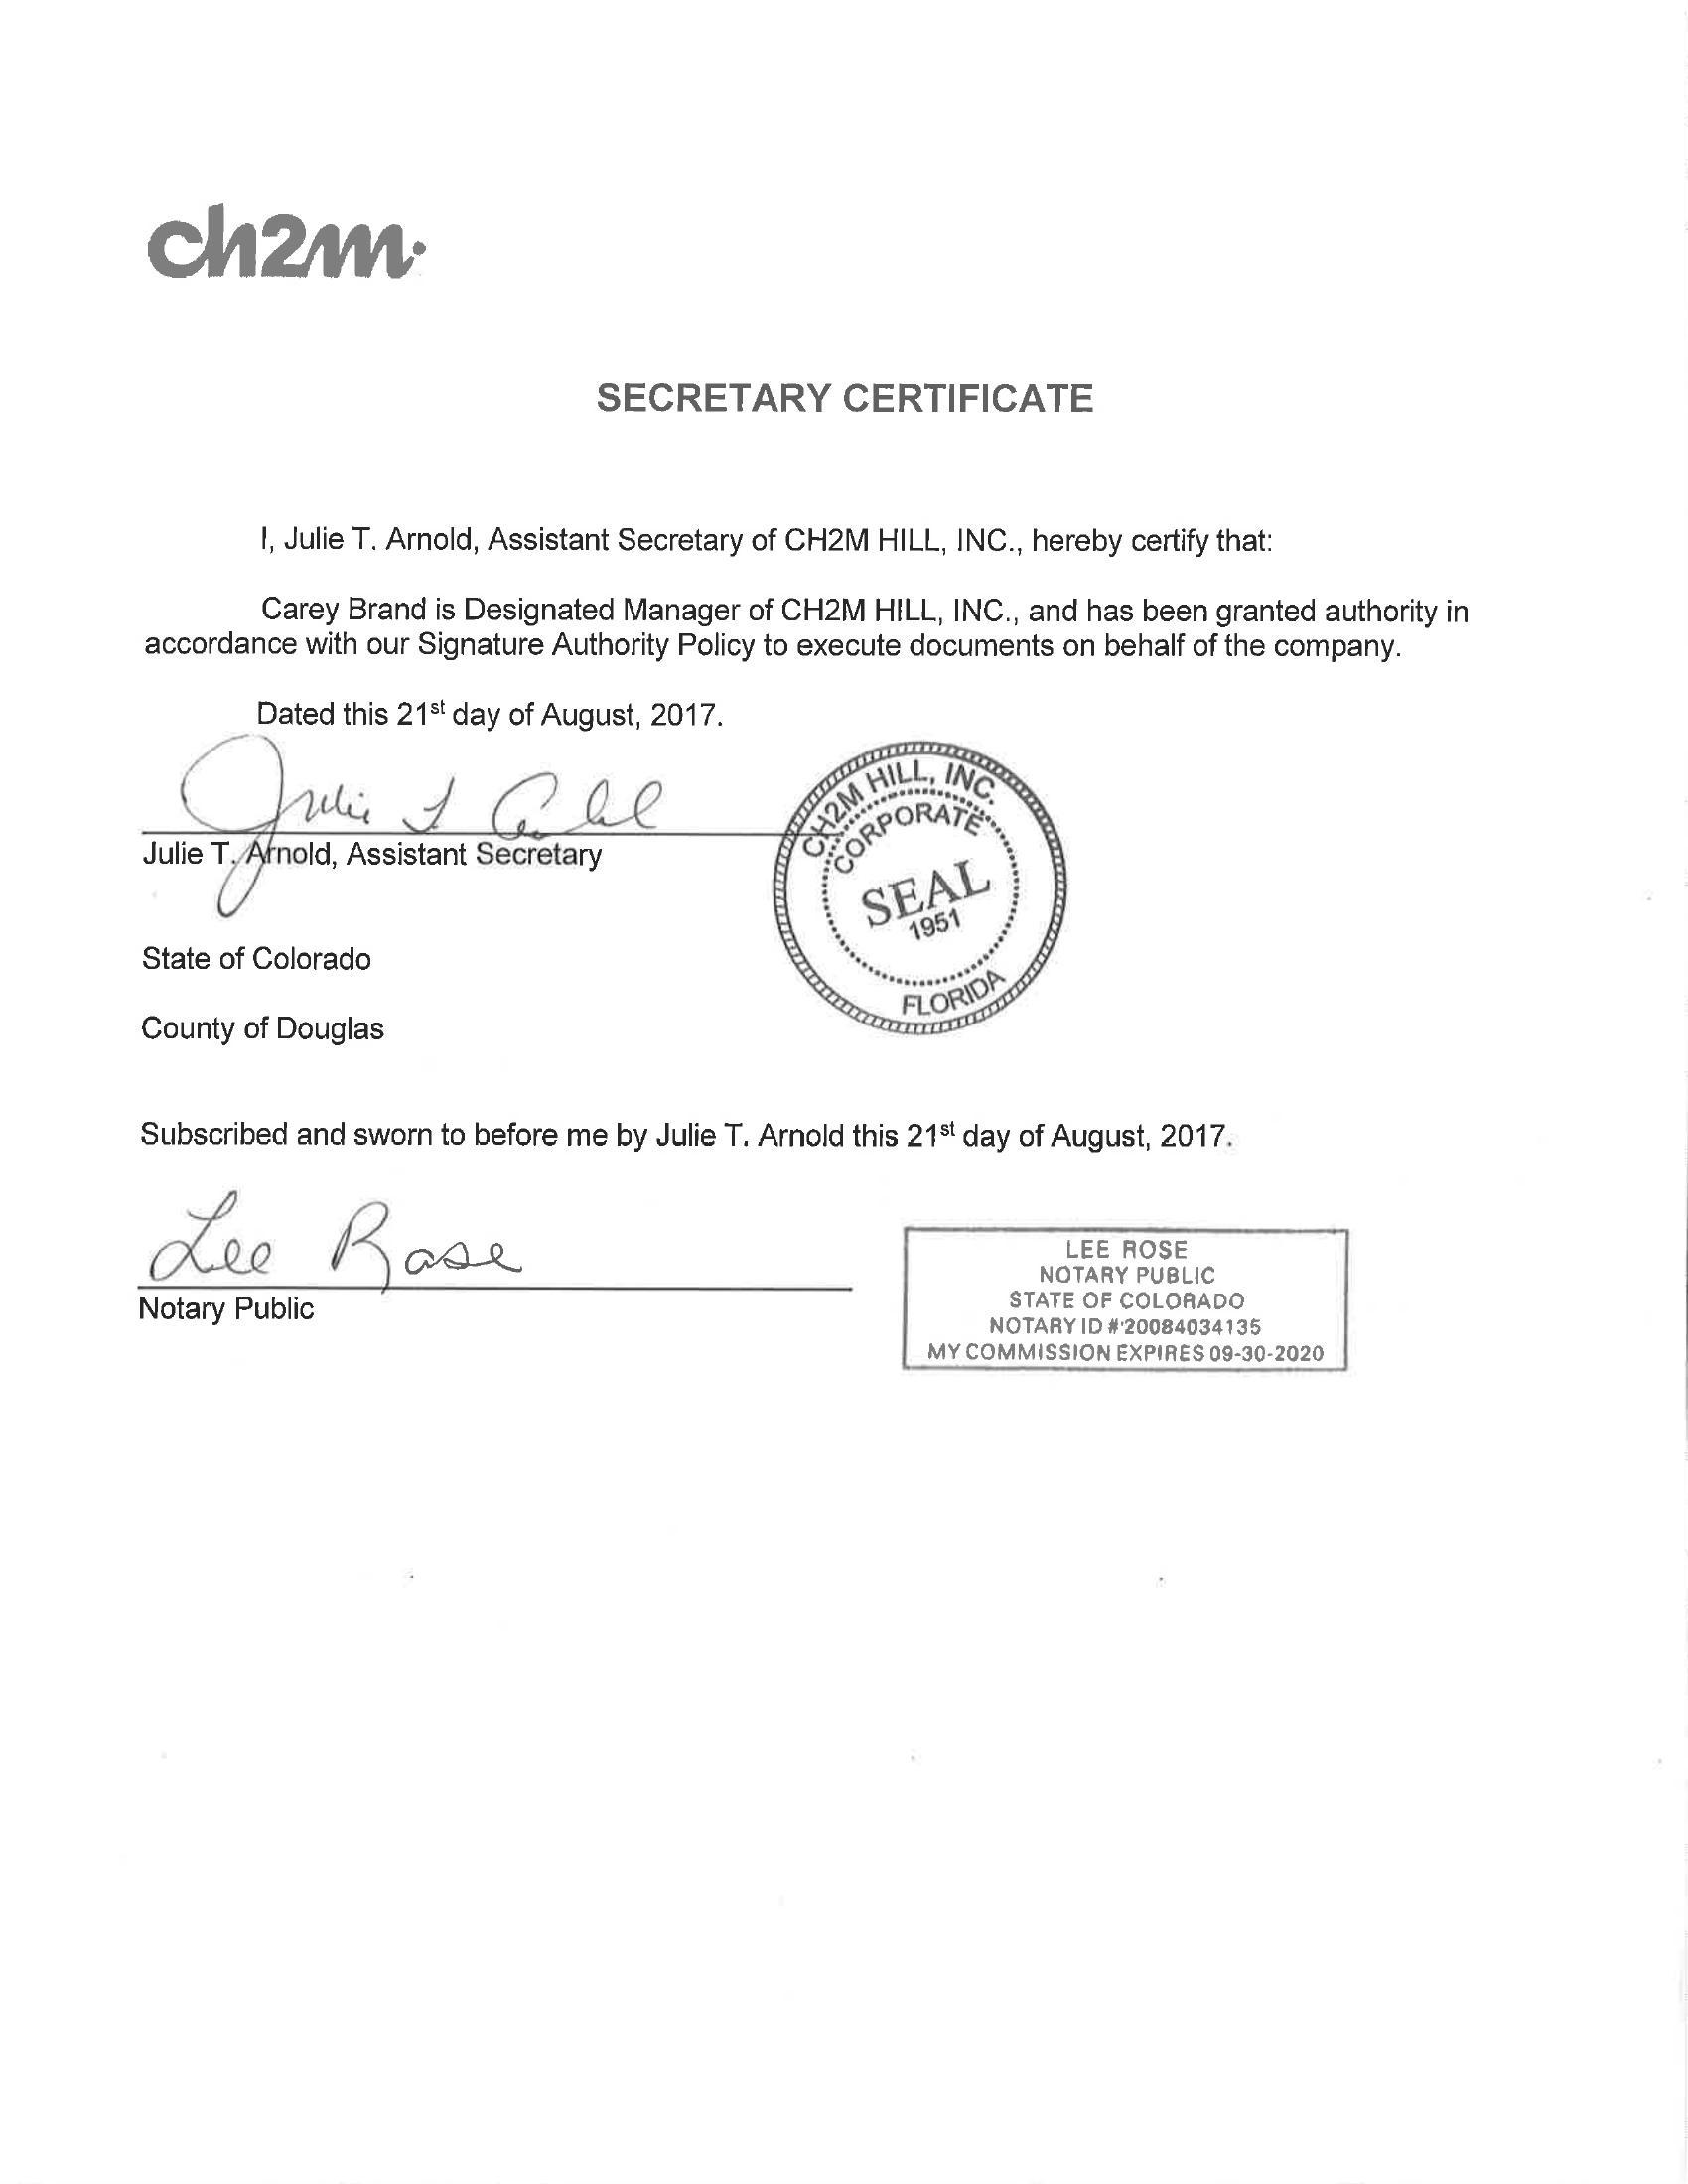 ch2m
SECRETARY CERTIFICATE
I, Julie T. Arnold, Assistant Secretary of CH2M HILL, INC., hereby certify that:
Carey Brand is Designated Manager of CH2M HILL, INC., and has been granted authority in
accordance with our Signature Authority Policy to execute documents on behalf of the company.
Dated this 21st day of August, 2017.
Julie T Arnold
Julie T. Arnold, Assistant Secretary
CH2M HILL, INC.
CORPORATE
SEAL
1951
FLORIDA
State of Colorado
County of Douglas
Subscribed and sworn to before me by Julie T. Arnold this 21st day of August, 2017.
Lee Rose
Notary Public
LEE ROSE
NOTARY PUBLIC
STATE OF COLORADO
NOTARY ID # 20084034135
MY COMMISSION EXPIRES 09-30-2020